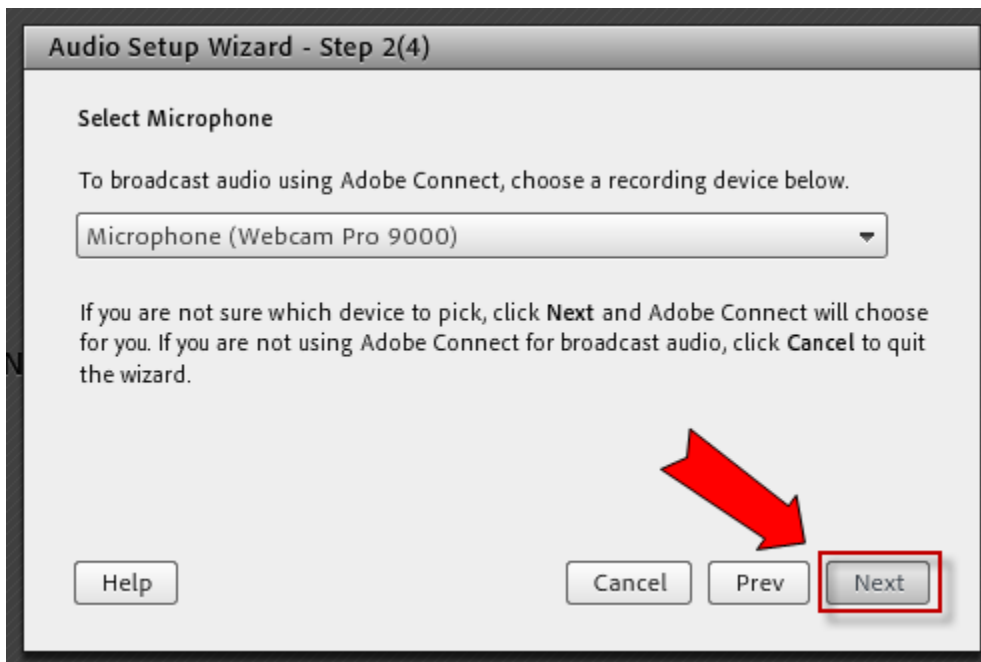 Audio Setup Wizard - Step 2(4)
Select Microphone
To broadcast audio using Adobe Connect, choose a recording device below.
Microphone (Webcam Pro 9000)
If you are not sure which device to pick, click Next and Adobe Connect will choose
for you. If you are not using Adobe Connect for broadcast audio, click Cancel to quit
the wizard.
N
Help
Cancel
Prev
Next